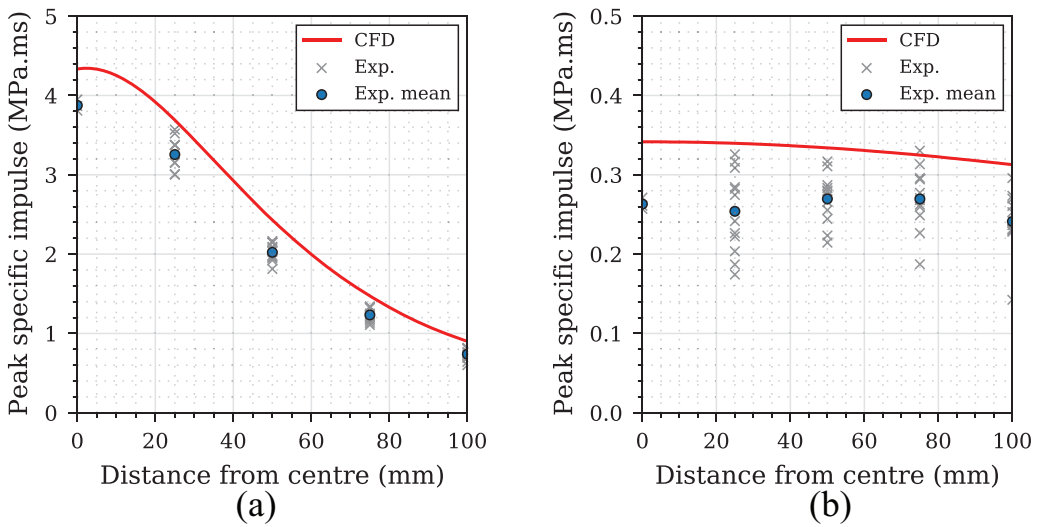 Peak specific impulse (MPa.ms)
5
4
3
2
1
0
CFD
Exp.
Exp. mean
0 20 40 60 80 100
Distance from centre (mm)
(a)
Peak specific impulse (MPa.ms)
0.5
0.4
0.3
0.2
0.1
0.0
CFD
Exp.
Exp. mean
0 20 40 60 80 100
Distance from centre (mm)
(b)